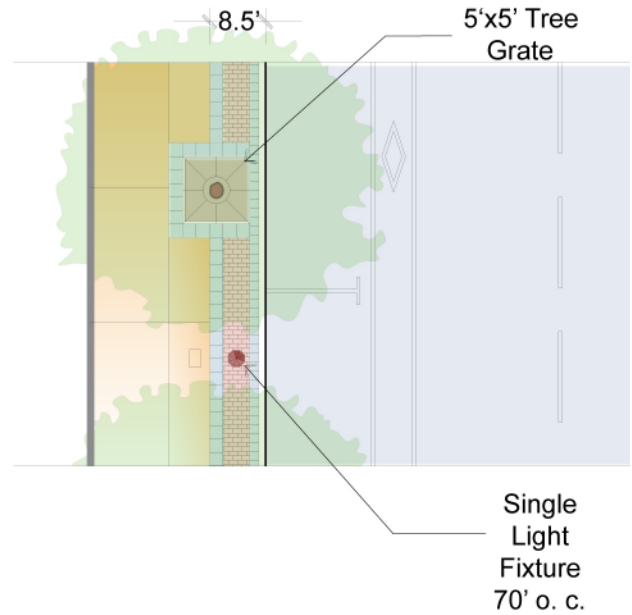 8.5’
5‘x5’ Tree
Grate
Single
Light
Fixture
70’ o. c.